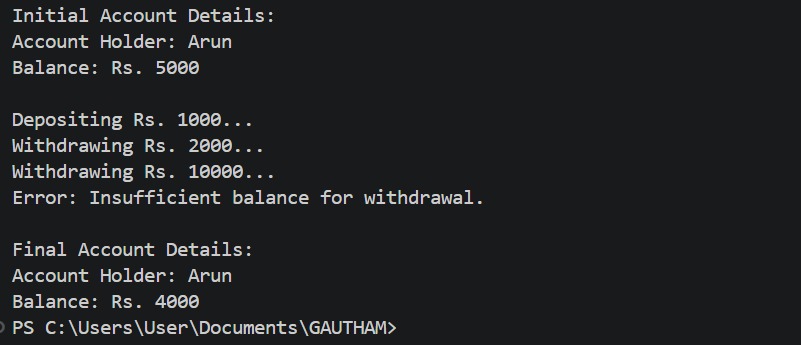 Initial Account Details:
Account Holder: Arun
Balance: Rs. 5000
Depositing Rs. 1000...
Withdrawing Rs. 2000...
Withdrawing Rs. 10000...
Error: Insufficient balance for withdrawal.
Final Account Details:
Account Holder: Arun
Balance: Rs. 4000
PS C:\Users\User\Documents\GAUTHAM>